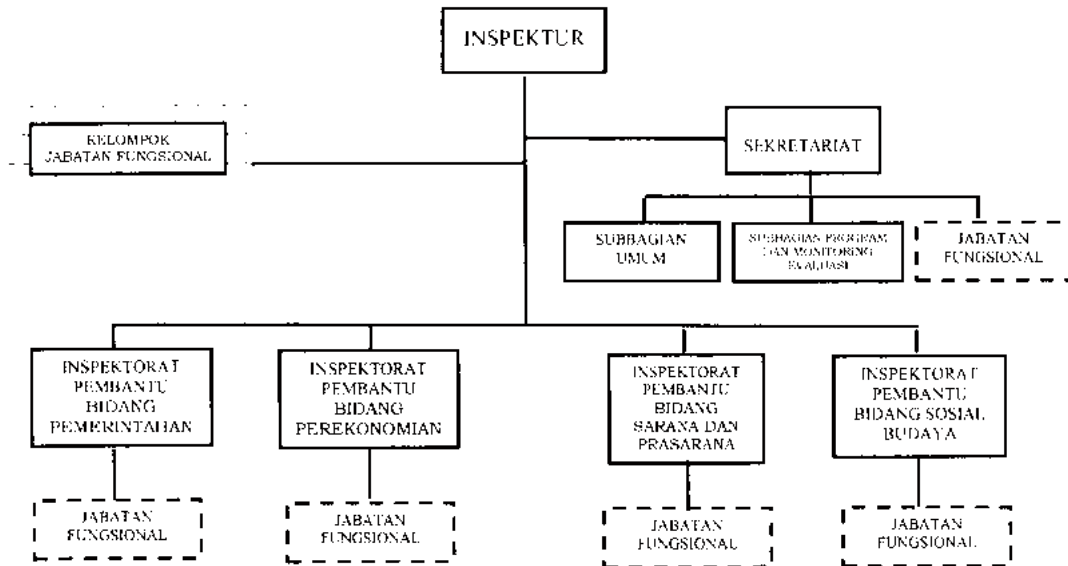 INSPEKTUR
KELOMPOK
JABATAN FUNGSIONAL
SEKRETARIAT
SUBBAGIAN
UMUM
SUBBAGIAN PROGRAM
DAN MONITORING
EVALUASI
JABATAN
FUNGSIONAL
INSPEKTORAT
PEMBANTU
BIDANG
PEMERINTAHAN
INSPEKTORAT
PEMBANTU
BIDANG
PEREKONOMIAN
INSPEKTORAT
PEMBANTU
BIDANG
SARANA DAN
PRASARANA
INSPEKTORAT
PEMBANTU
BIDANG SOSIAL
BUDAYA
JABATAN
FUNGSIONAL
JABATAN
FUNGSIONAL
JABATAN
FUNGSIONAL
JABATAN
FUNGSIONAL